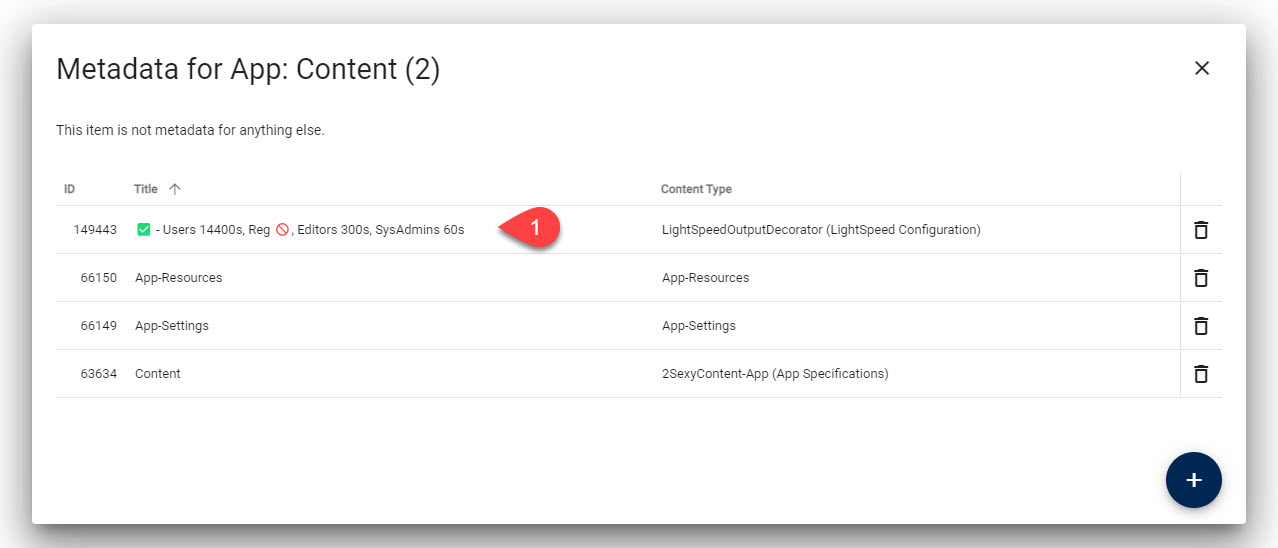 Metadata for App: Content (2)
This item is not metadata for anything else.
ID Title Content Type
149443 ✅ - Users 14400s, Reg 🚫, Editors 300s, SysAdmins 60s 1 LightSpeedOutputDecorator (LightSpeed Configuration)
66150 App-Resources App-Resources
66149 App-Settings App-Settings
63634 Content 2SexyContent-App (App Specifications)